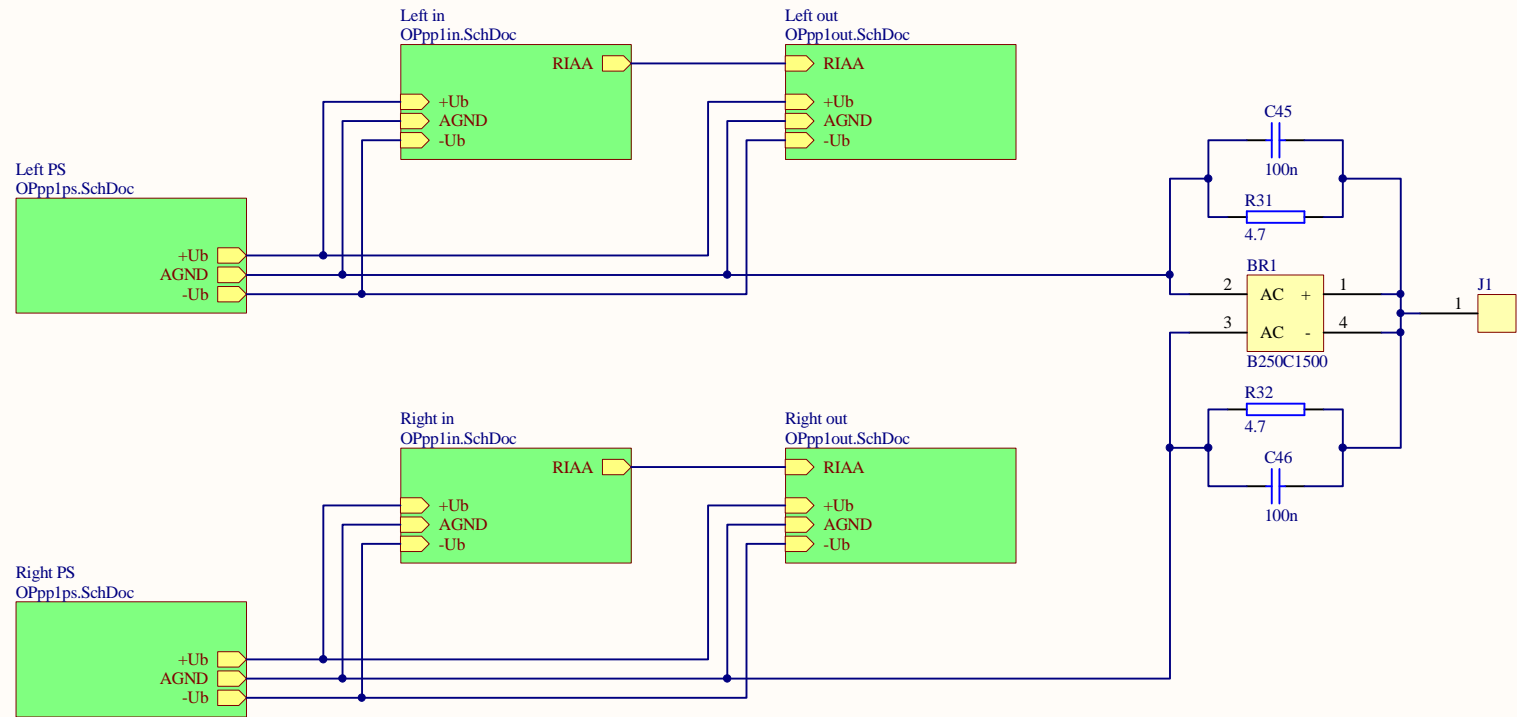 Left in
OPpp1in.SchDoc
RIAA
+Ub
AGND
-Ub
Left out
OPpp1out.SchDoc
RIAA
+Ub
AGND
-Ub
Left PS
OPpp1ps.SchDoc
+Ub
AGND
-Ub
C45
100n
R31
4.7
BR1
2 AC + 1
3 AC - 4
B250C1500
J1
1
R32
4.7
C46
100n
Right in
OPpp1in.SchDoc
RIAA
+Ub
AGND
-Ub
Right out
OPpp1out.SchDoc
RIAA
+Ub
AGND
-Ub
Right PS
OPpp1ps.SchDoc
+Ub
AGND
-Ub